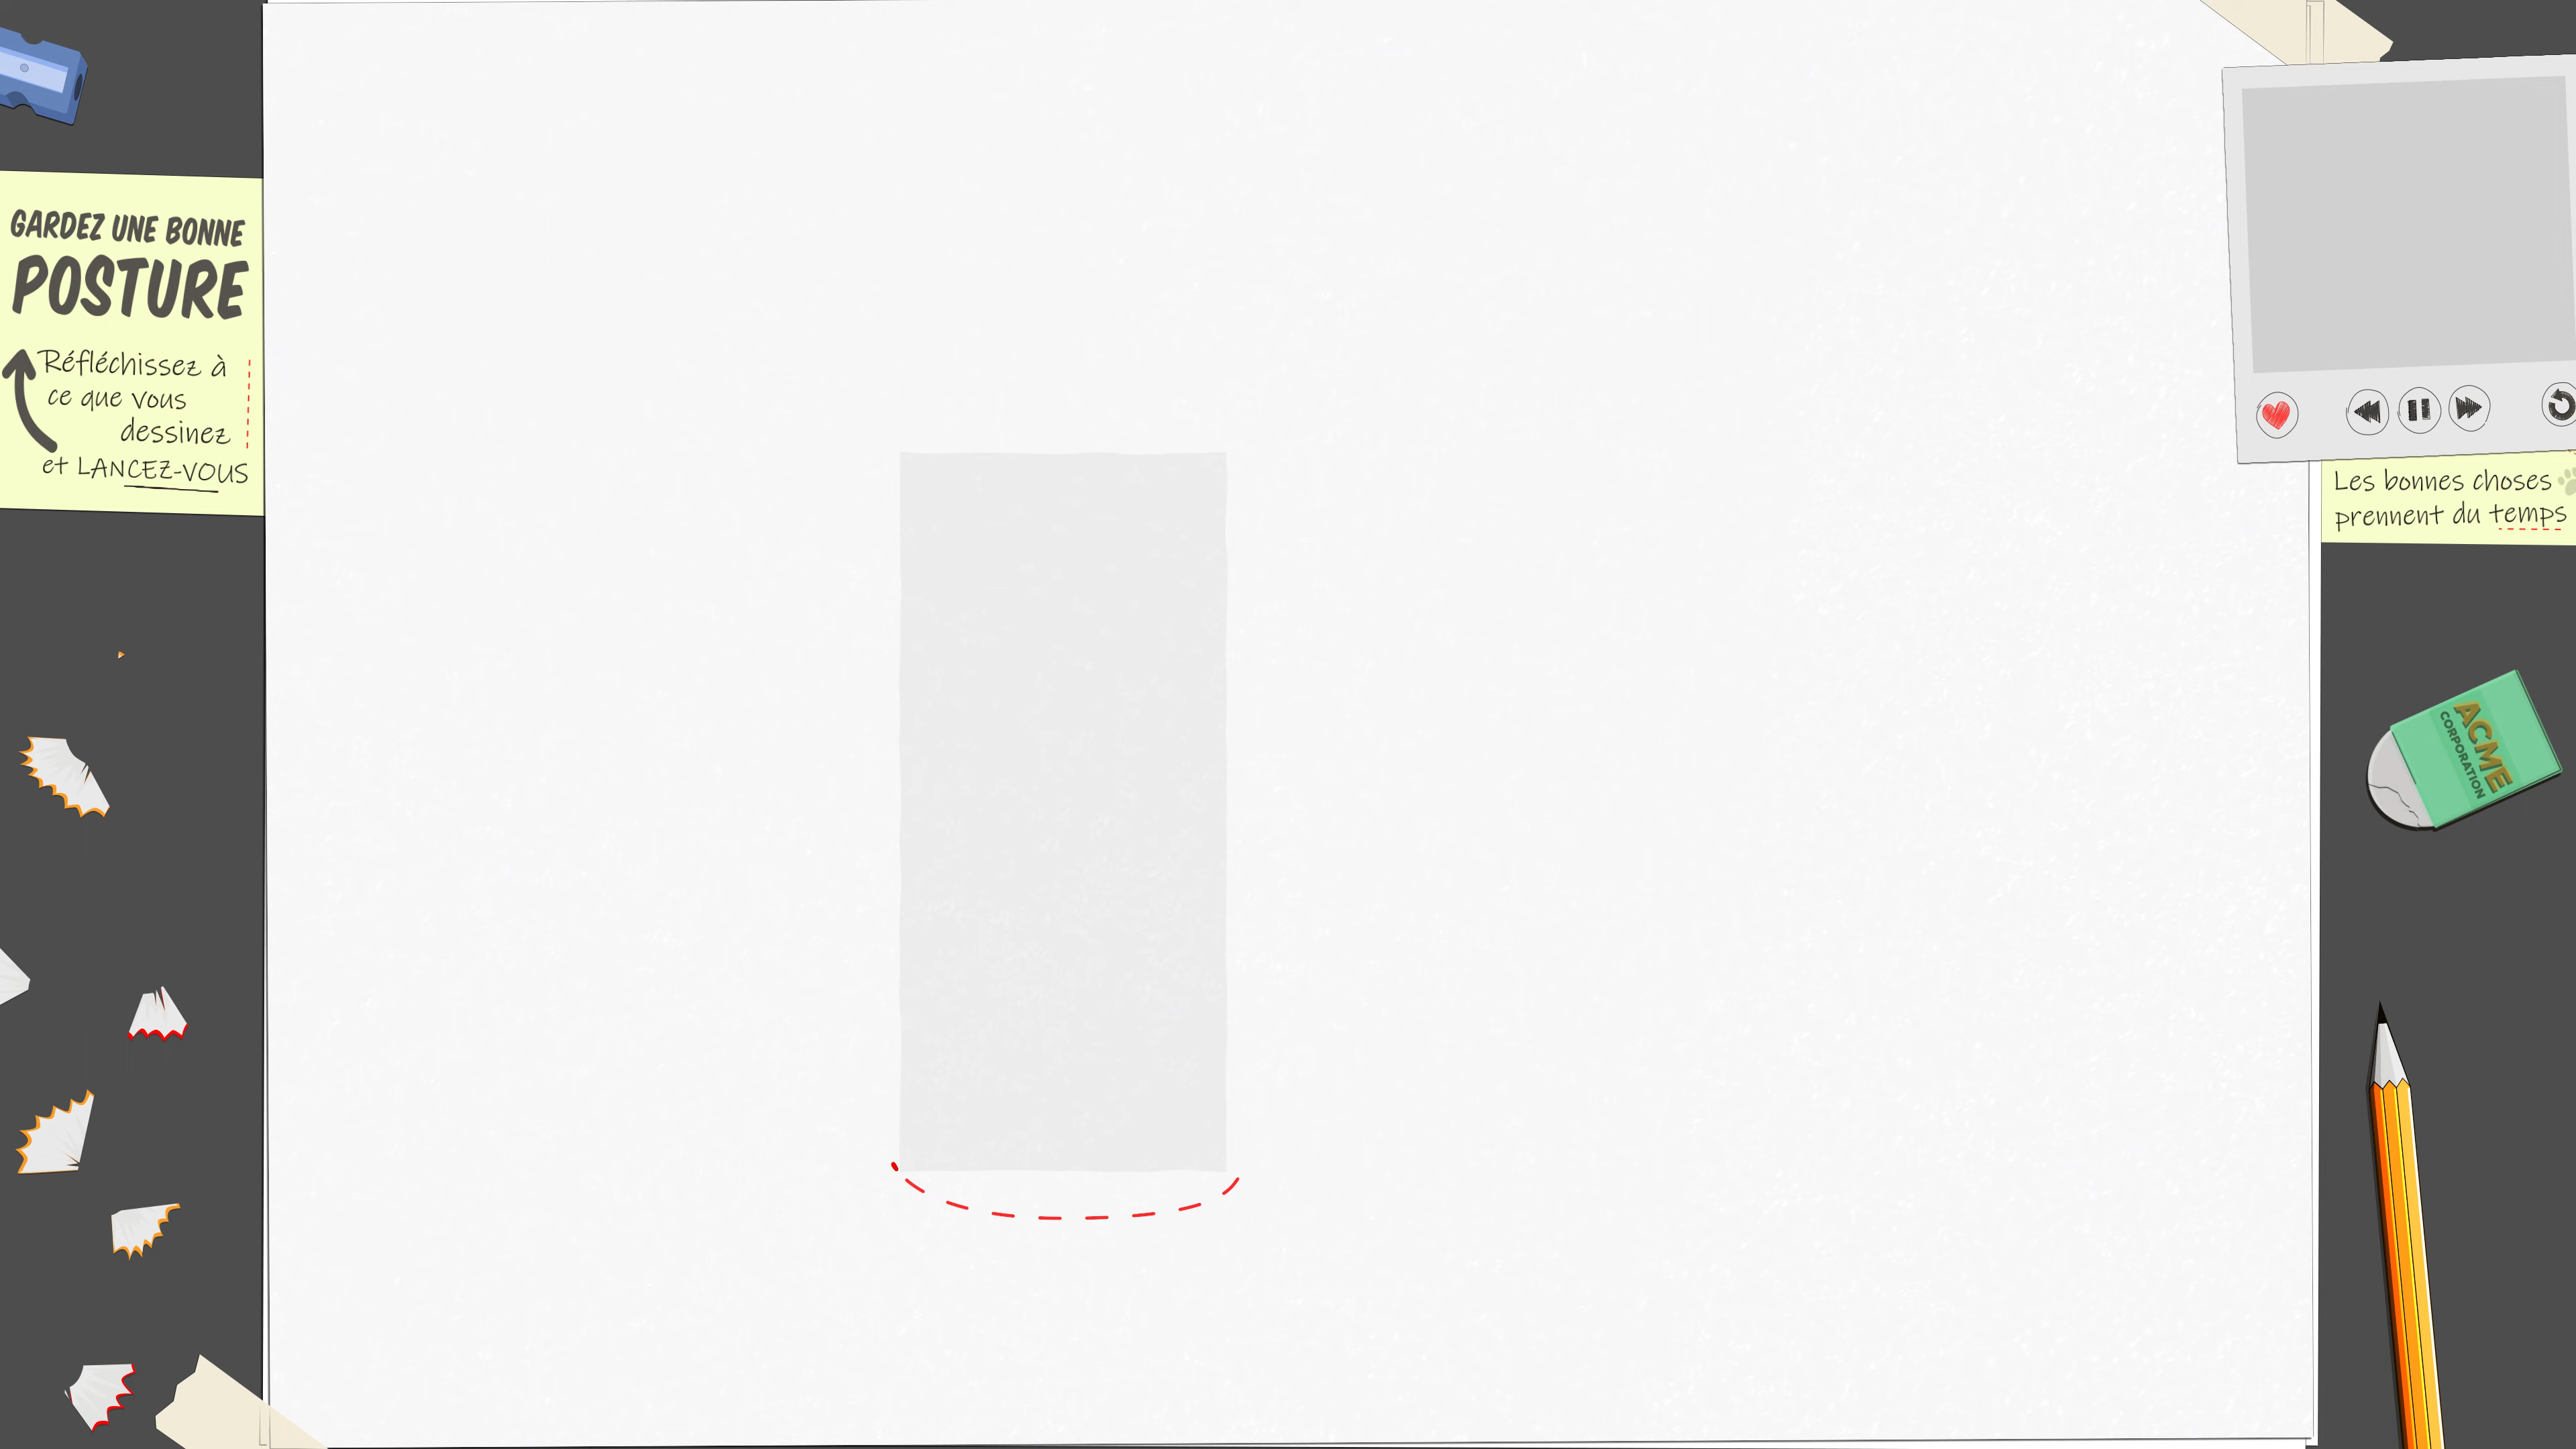 GARDEZ UNE BONNE
POSTURE
Réfléchissez à
ce que vous
dessinez
et LANCEZ-VOUS
Les bonnes choses
prennent du temps
ACME
CORPORATION